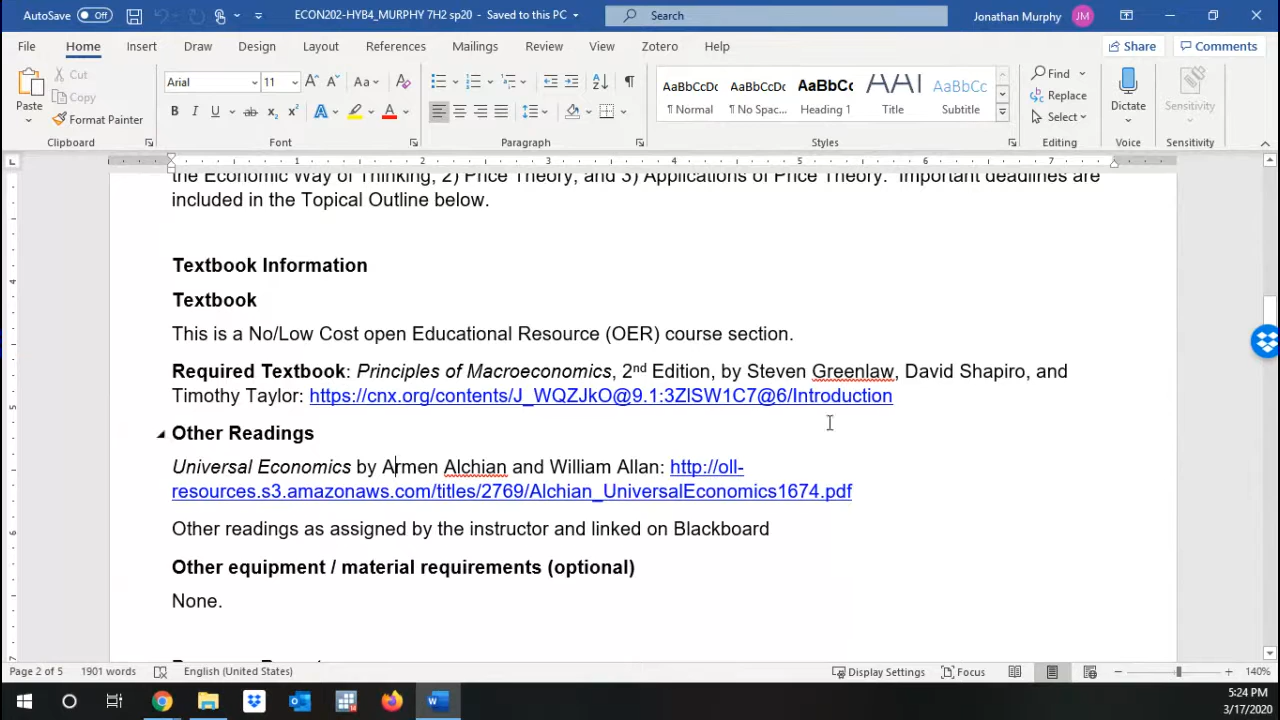 AutoSave Off ECON202-HYB4_MURPHY 7H2 sp20 - Saved to this PC Search Jonathan Murphy JM
File Home Insert Draw Design Layout References Mailings Review View Zotero Help Share Comments
Paste Cut Copy Format Painter
Arial 11 Aa
AaBbCcDc AaBbCcDc AaBbCc AaBbCcD
¶ Normal ¶ No Spac... Heading 1 Title Subtitle
Find Replace Select Dictate Sensitivity
Clipboard Font Paragraph Styles Editing Voice Sensitivity
1 2 3 4 5 6 7
the Economic Way of Thinking, 2) Price Theory, and 3) Applications of Price Theory. Important deadlines are
included in the Topical Outline below.
Textbook Information
Textbook
This is a No/Low Cost open Educational Resource (OER) course section.
Required Textbook: Principles of Macroeconomics, 2nd Edition, by Steven Greenlaw, David Shapiro, and
Timothy Taylor: https://cnx.org/contents/J_WQZJkO@9.1:3ZlSW1C7@6/Introduction
Other Readings
Universal Economics by Armen Alchian and William Allan: http://oll-
resources.s3.amazonaws.com/titles/2769/Alchian_UniversalEconomics1674.pdf
Other readings as assigned by the instructor and linked on Blackboard
Other equipment / material requirements (optional)
None.
Page 2 of 5 1901 words English (United States) Display Settings Focus 140%
5:24 PM
3/17/2020